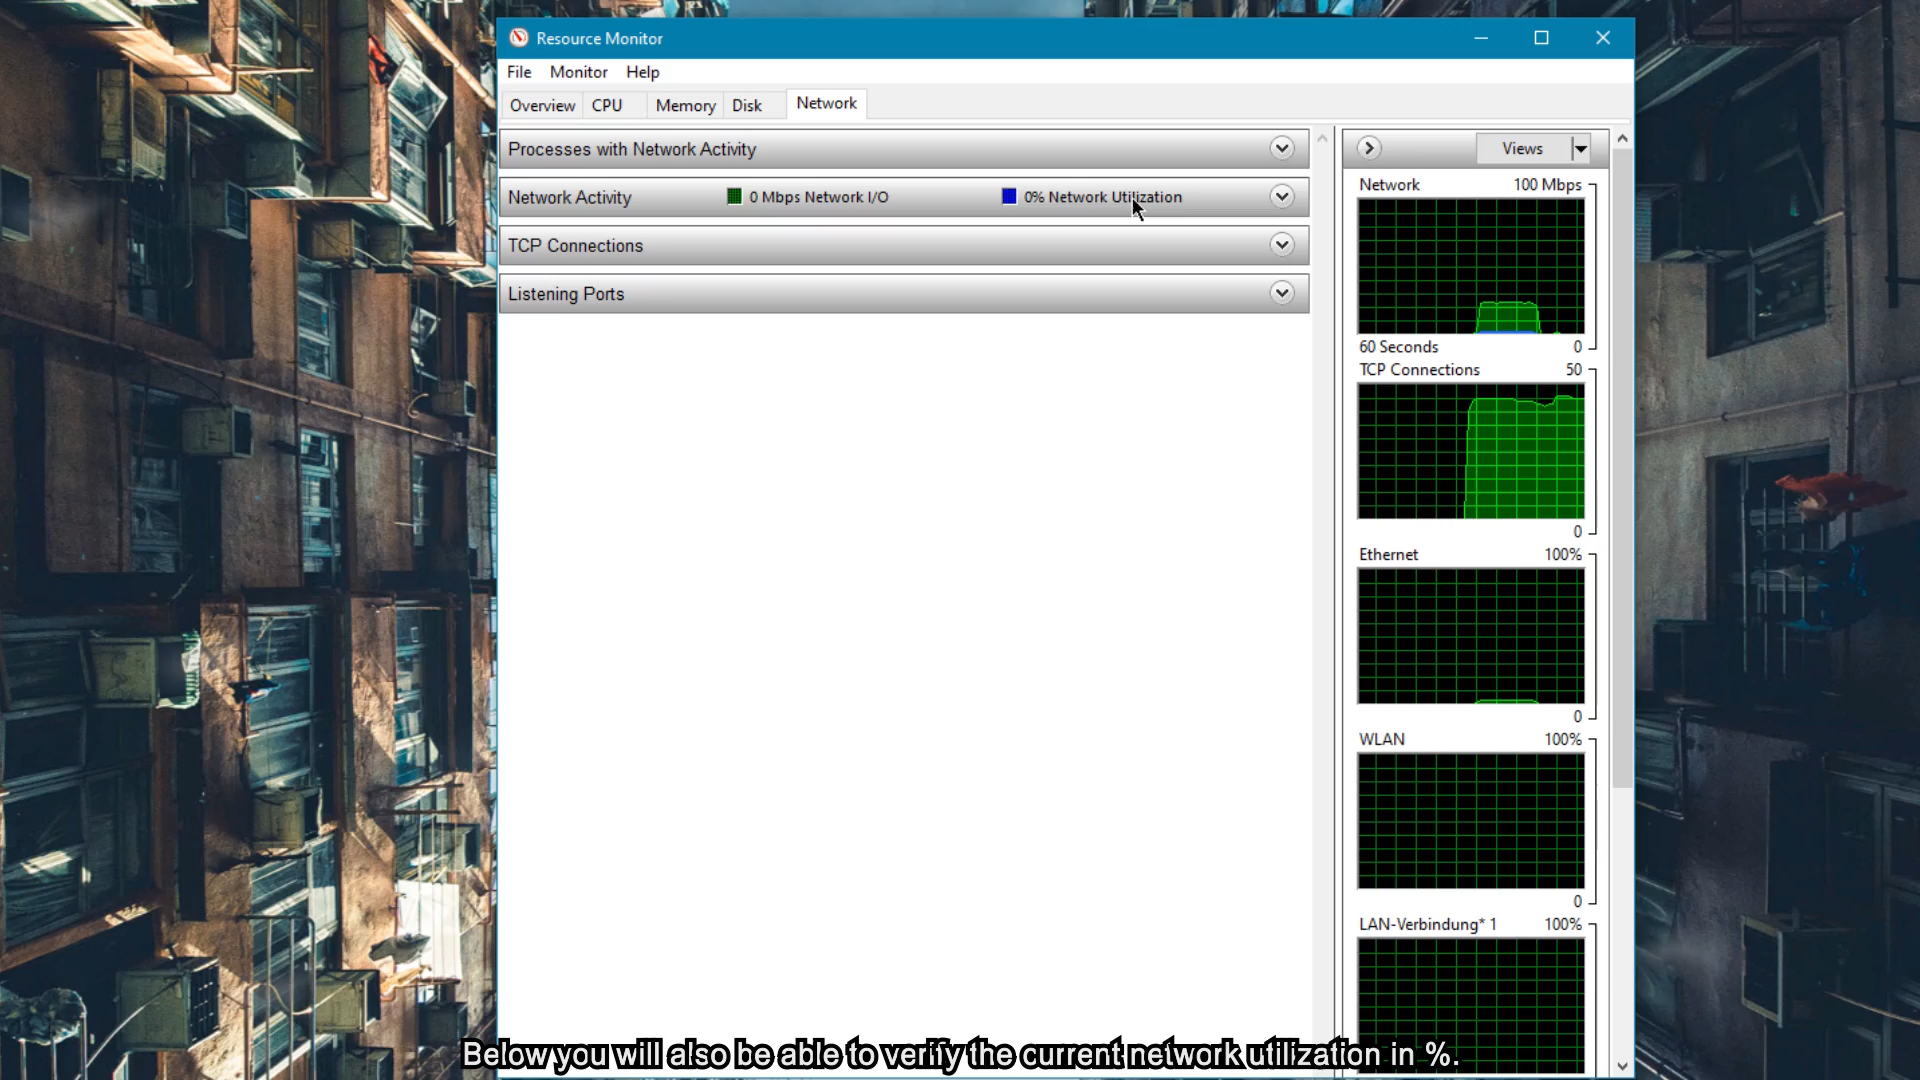 Resource Monitor
File Monitor Help
Overview CPU Memory Disk Network
Processes with Network Activity
Network Activity 0 Mbps Network I/O 0% Network Utilization
TCP Connections
Listening Ports
Views
Network 100 Mbps
60 Seconds 0
TCP Connections 50
0
Ethernet 100%
0
WLAN 100%
0
LAN-Verbindung* 1 100%
Below you will also be able to verify the current network utilization in %.